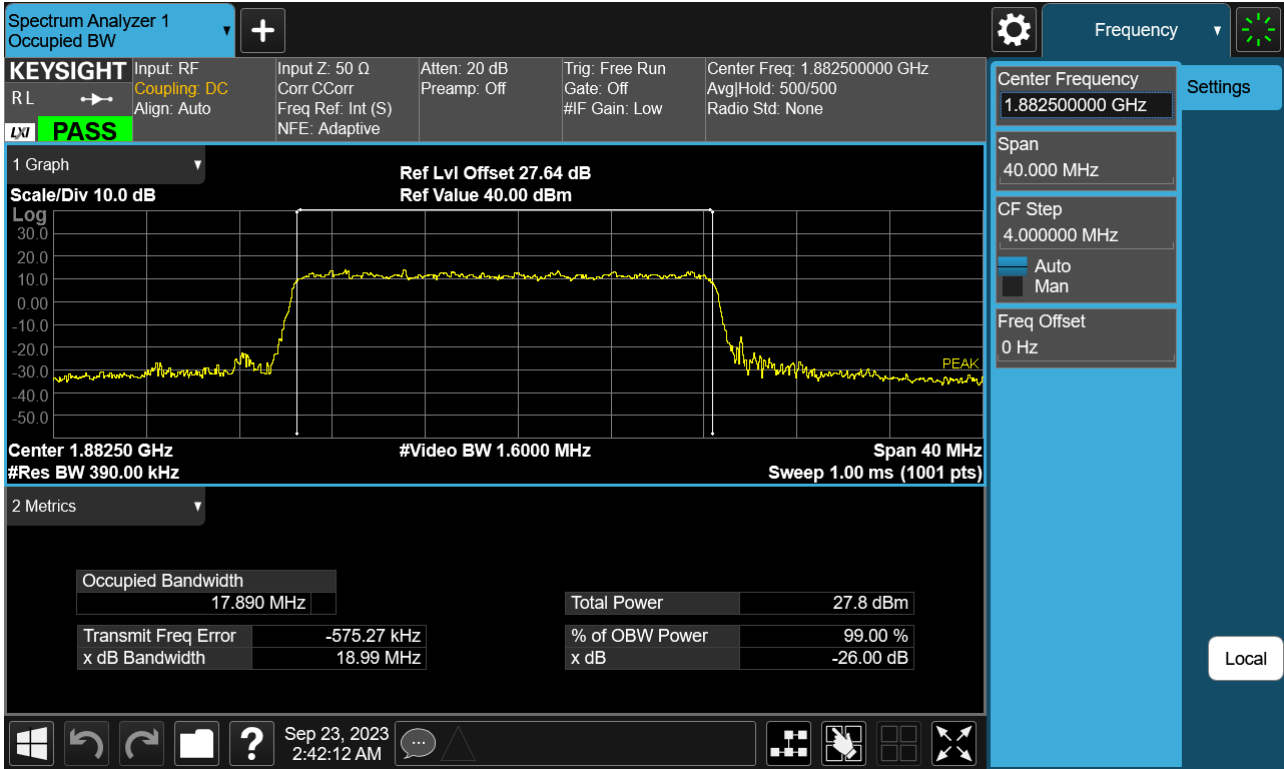 Spectrum Analyzer 1
Occupied BW
Frequency
KEYSIGHT
R L
LXI
PASS
Input: RF
Coupling: DC
Align: Auto
Input Z: 50 Ω
Corr CCorr
Freq Ref: Int (S)
NFE: Adaptive
Atten: 20 dB
Preamp: Off
Trig: Free Run
Gate: Off
#IF Gain: Low
Center Freq: 1.882500000 GHz
Avg|Hold: 500/500
Radio Std: None
Center Frequency
1.882500000 GHz
Settings
Span
40.000 MHz
CF Step
4.000000 MHz
Auto
Man
Freq Offset
0 Hz
Local
1 Graph
Scale/Div 10.0 dB
Ref Lvl Offset 27.64 dB
Ref Value 40.00 dBm
Log
30.0
20.0
10.0
0.00
-10.0
-20.0
-30.0
-40.0
-50.0
PEAK
Center 1.88250 GHz
#Video BW 1.6000 MHz
Span 40 MHz
#Res BW 390.00 kHz
Sweep 1.00 ms (1001 pts)
2 Metrics
Occupied Bandwidth
17.890 MHz
Total Power 27.8 dBm
Transmit Freq Error -575.27 kHz
% of OBW Power 99.00 %
x dB Bandwidth 18.99 MHz
x dB -26.00 dB
?
Sep 23, 2023
2:42:12 AM